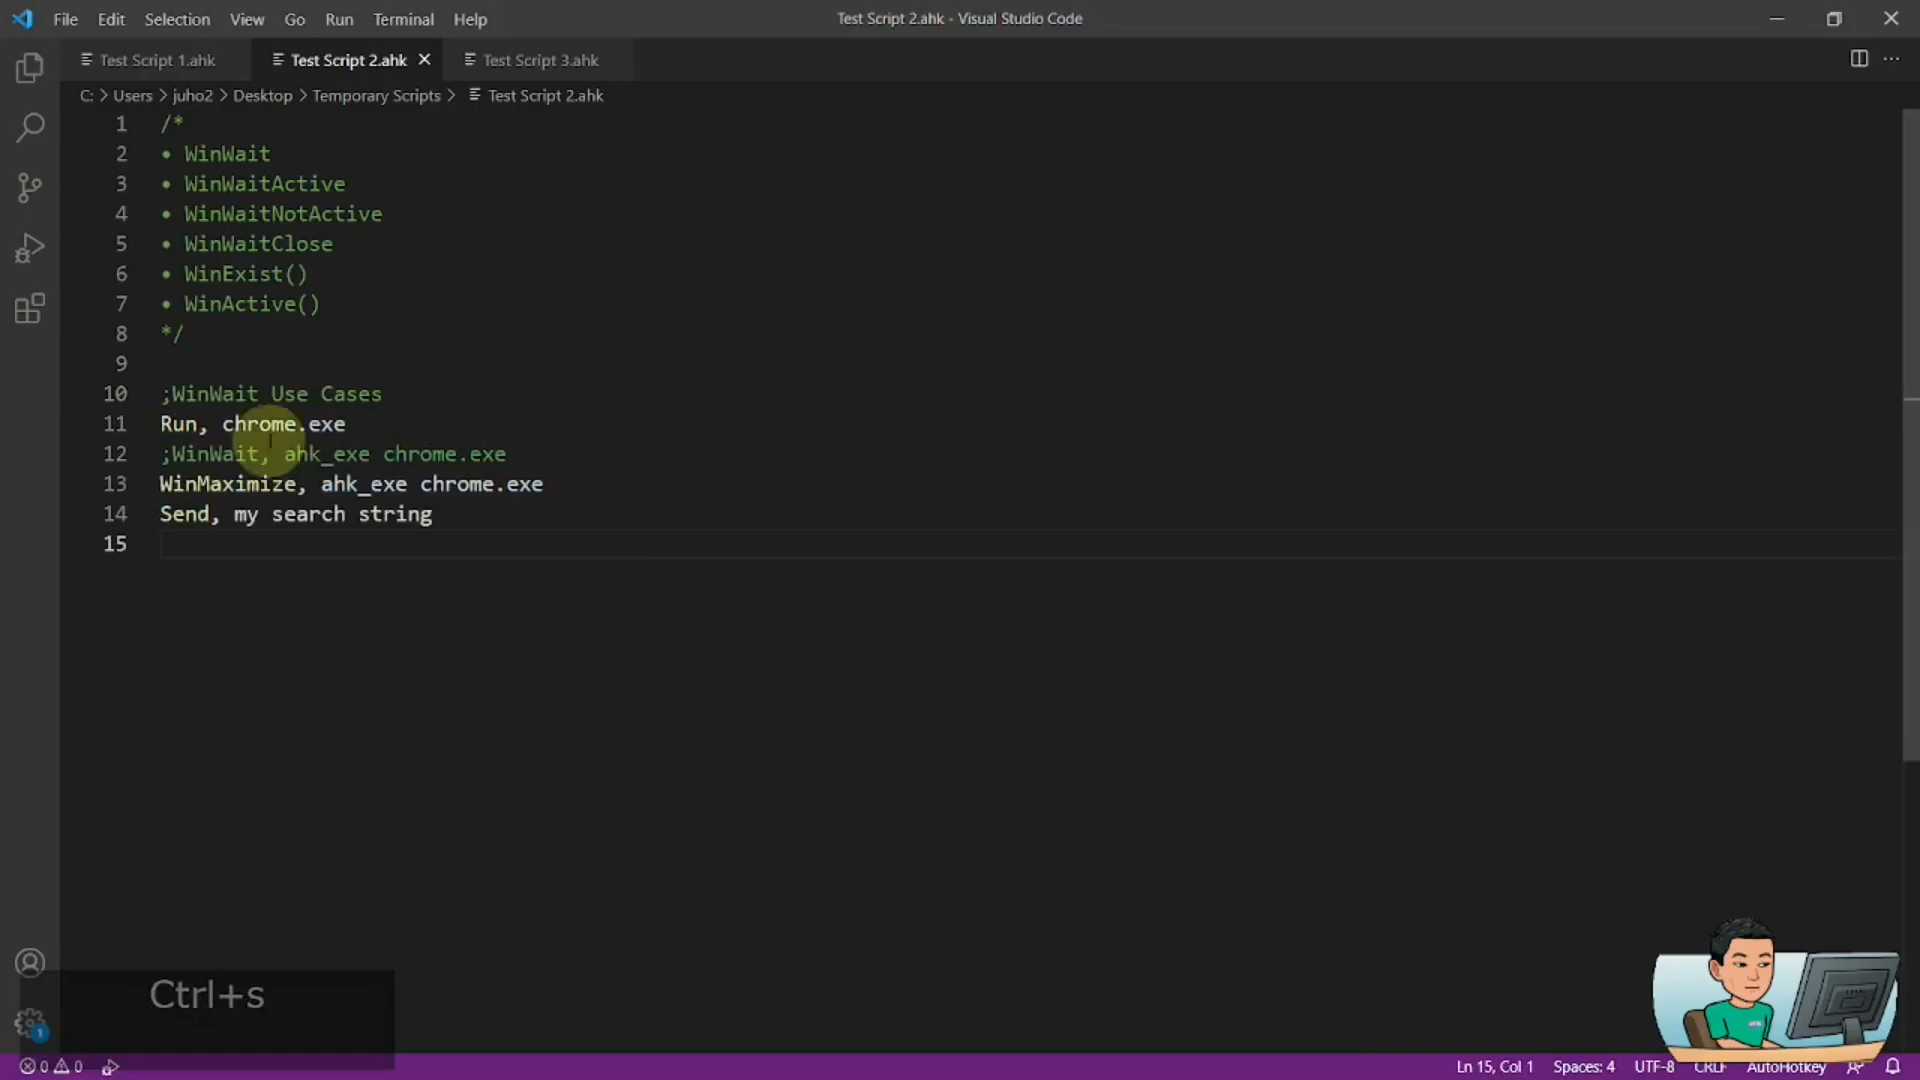 File Edit Selection View Go Run Terminal Help
Test Script 2.ahk - Visual Studio Code
Test Script 1.ahk
Test Script 2.ahk
Test Script 3.ahk
C: > Users > juho2 > Desktop > Temporary Scripts > Test Script 2.ahk
1 /*
2 • WinWait
3 • WinWaitActive
4 • WinWaitNotActive
5 • WinWaitClose
6 • WinExist()
7 • WinActive()
8 */
9
10 ;WinWait Use Cases
11 Run, chrome.exe
12 ;WinWait, ahk_exe chrome.exe
13 WinMaximize, ahk_exe chrome.exe
14 Send, my search string
15
Ctrl+s
1
0 0
Ln 15, Col 1 Spaces: 4 UTF-8 CRLF AutoHotkey